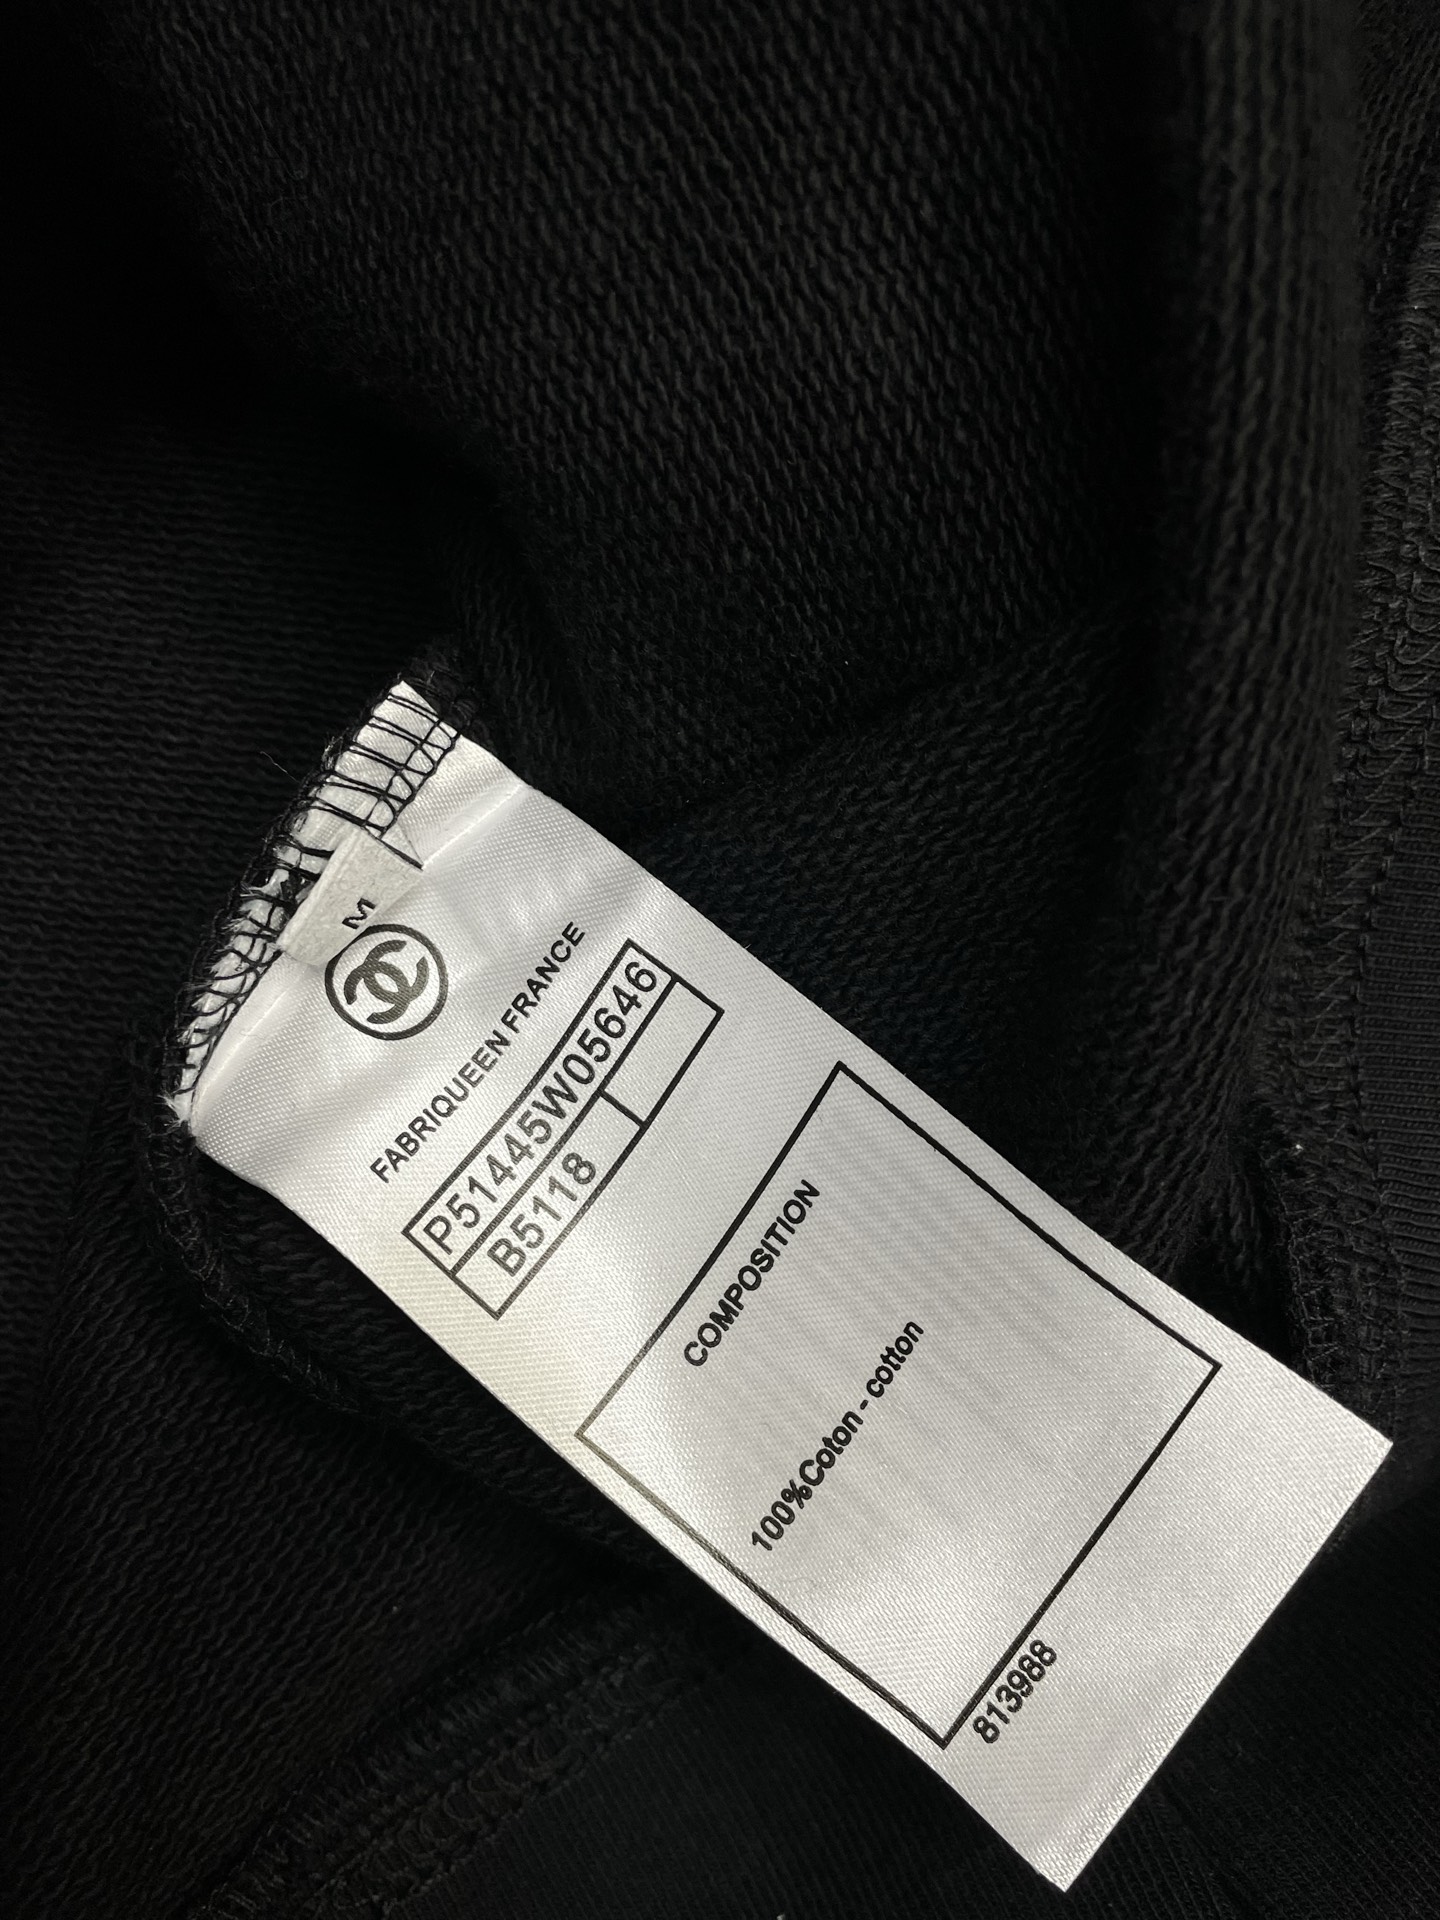 M
FABRIQUEEN FRANCE
P51445W05646
B5118
COMPOSITION
100%Coton - cotton
813988